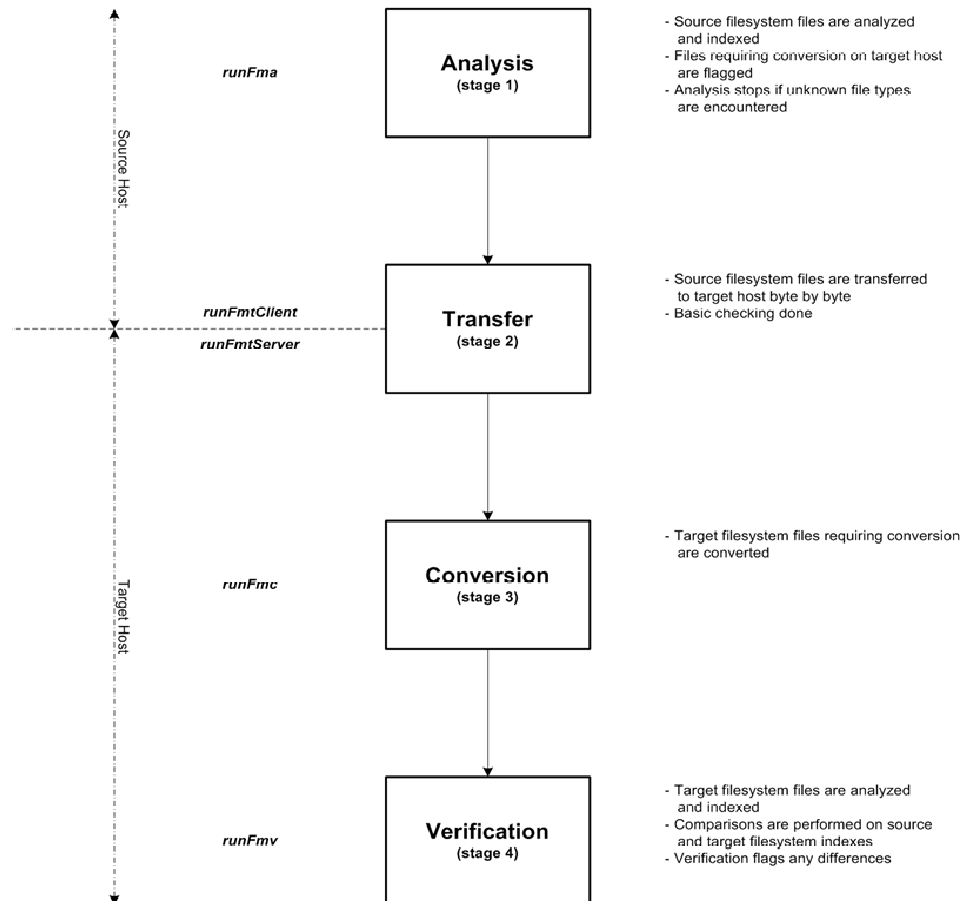 Analysis
(stage 1)
runFma
- Source filesystem files are analyzed
and indexed
- Files requiring conversion on target host
are flagged
- Analysis stops if unknown file types
are encountered
Source Host
runFmtClient
runFmtServer
Transfer
(stage 2)
- Source filesystem files are transferred
to target host byte by byte
- Basic checking done
Target Host
runFmc
Conversion
(stage 3)
- Target filesystem files requiring conversion
are converted
runFmv
Verification
(stage 4)
- Target filesystem files are analyzed
and indexed
- Comparisons are performed on source
and target filesystem indexes
- Verification flags any differences